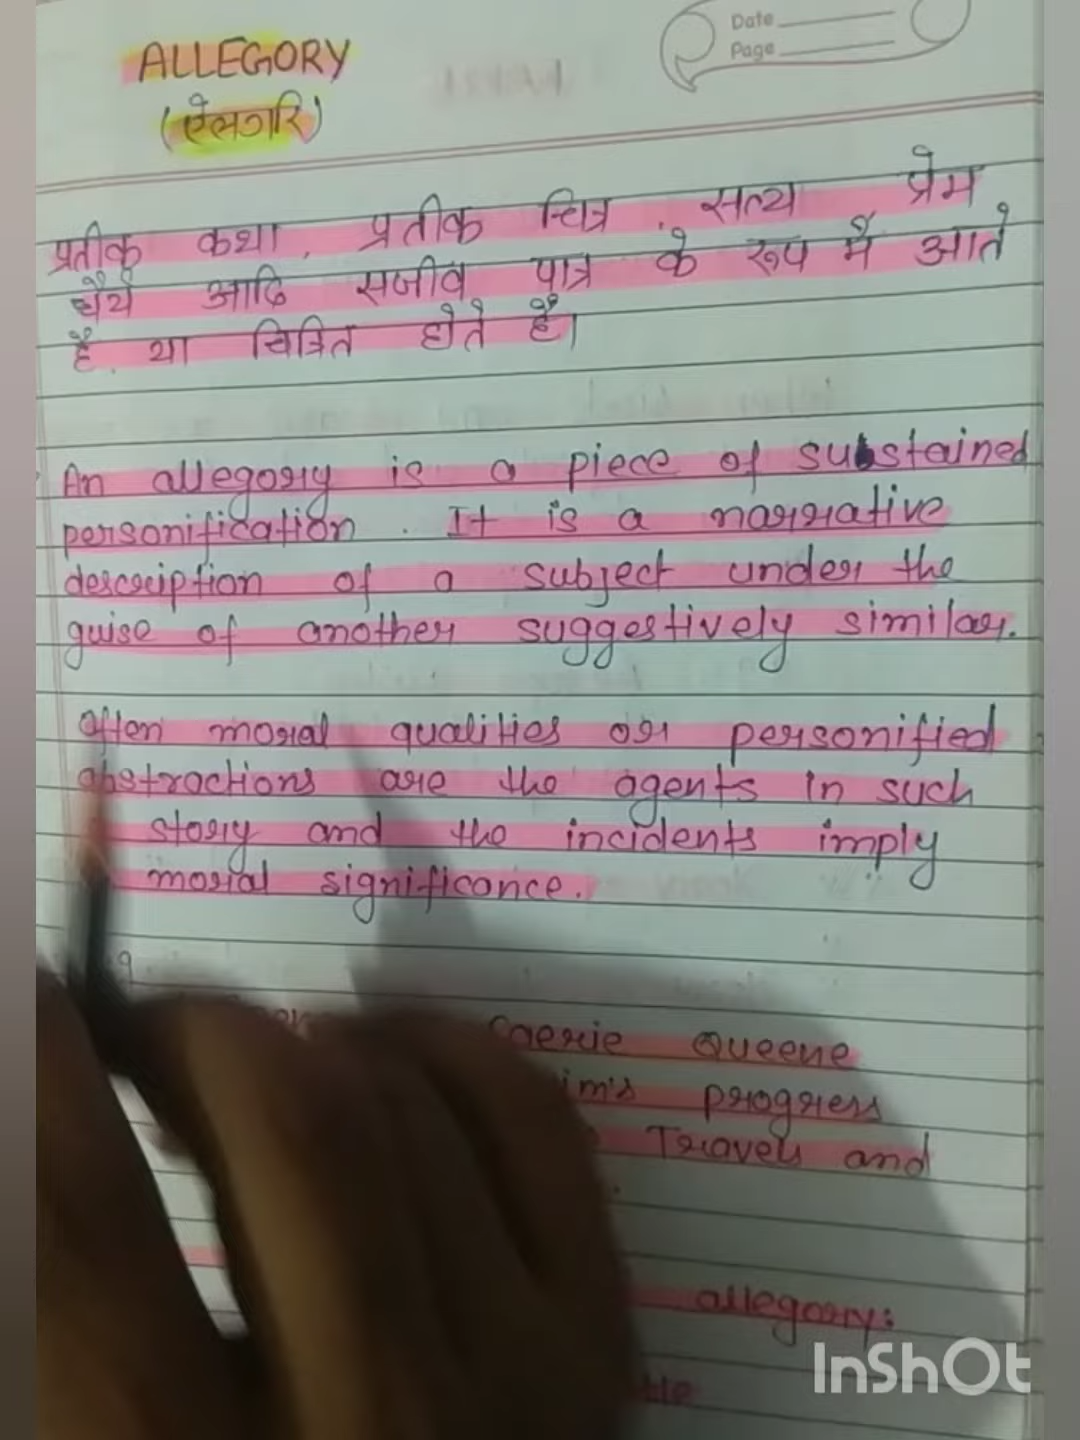 Date
Page
ALLEGORY
(ऐलगरि)
प्रतीक कथा, प्रतीक चित्र, सत्य प्रेम
धैर्य आदि सजीव पात्र के रूप में आते
हैं, या चित्रित होते हैं।
An allegory is a piece of sustained
personification. It is a narrative
description of a subject under the
guise of another suggestively similar.
Often moral qualities or personified
abstractions are the agents in such
story and the incidents imply
moral significance.
Faerie Queene
progress
Travels and
allegory:
InShOt